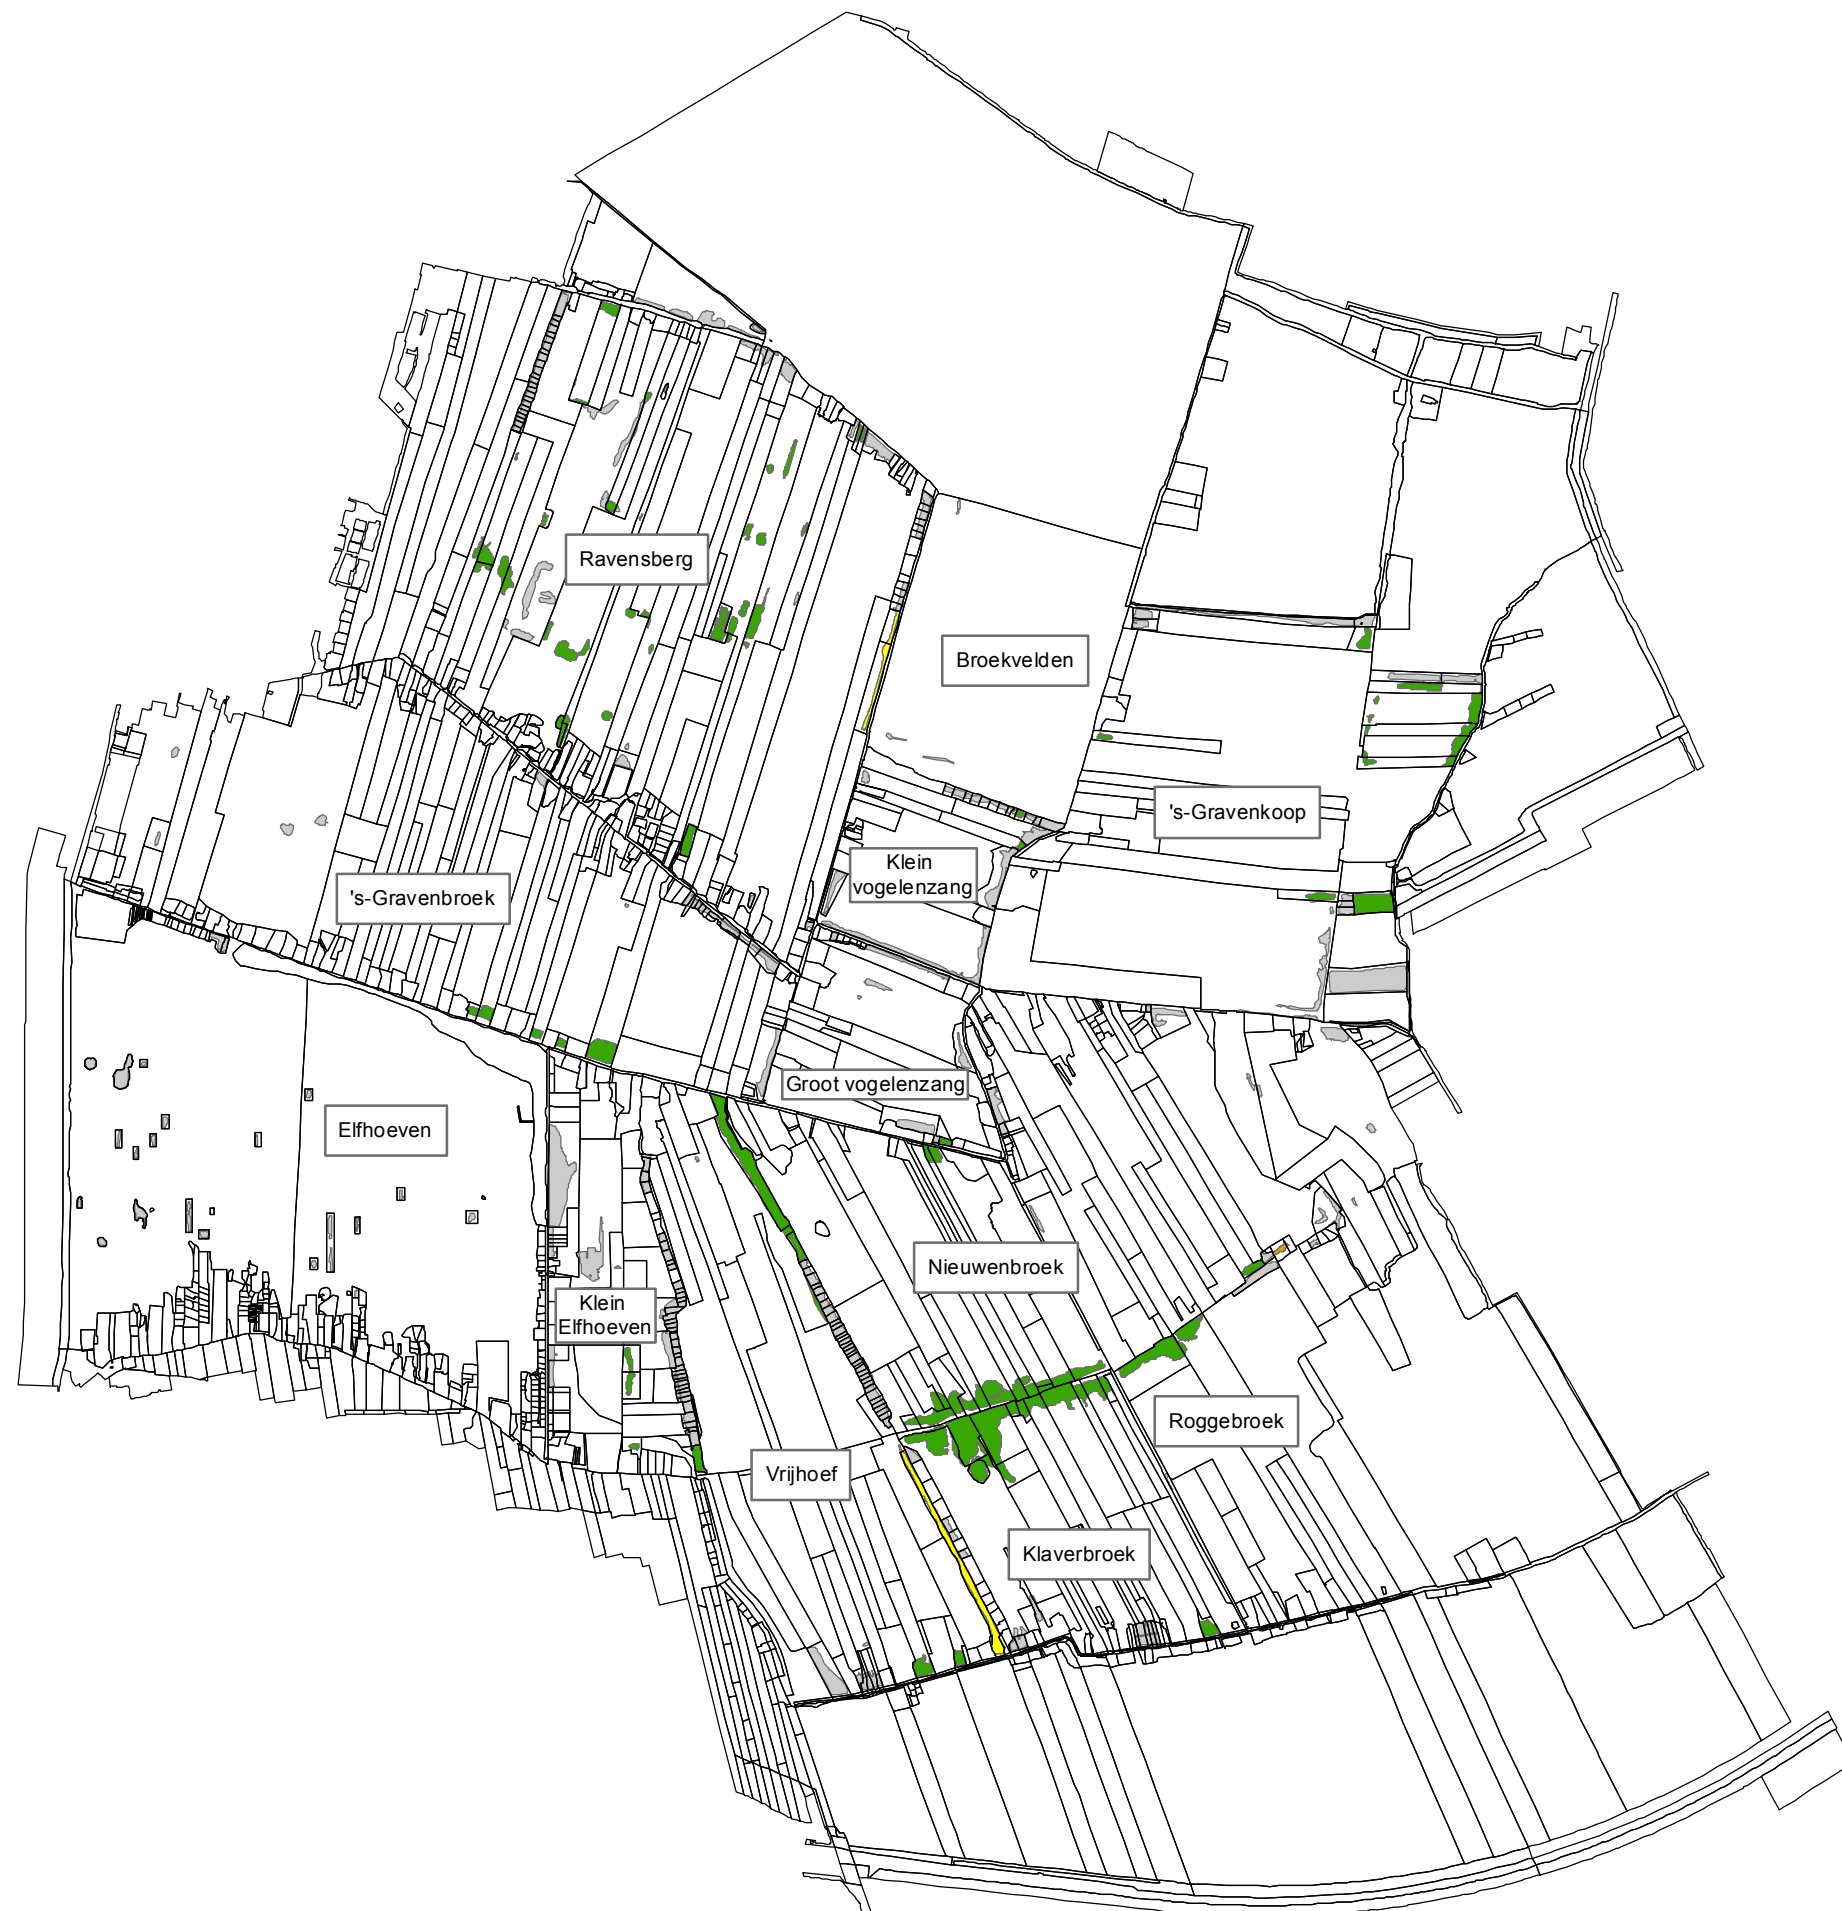 Ravensberg
Broekvelden
's-Gravenkoop
Klein
vogelenzang
's-Gravenbroek
Groot vogelenzang
Elfhoeven
Nieuwenbroek
Klein
Elfhoeven
Roggebroek
Vrijhoef
Klaverbroek